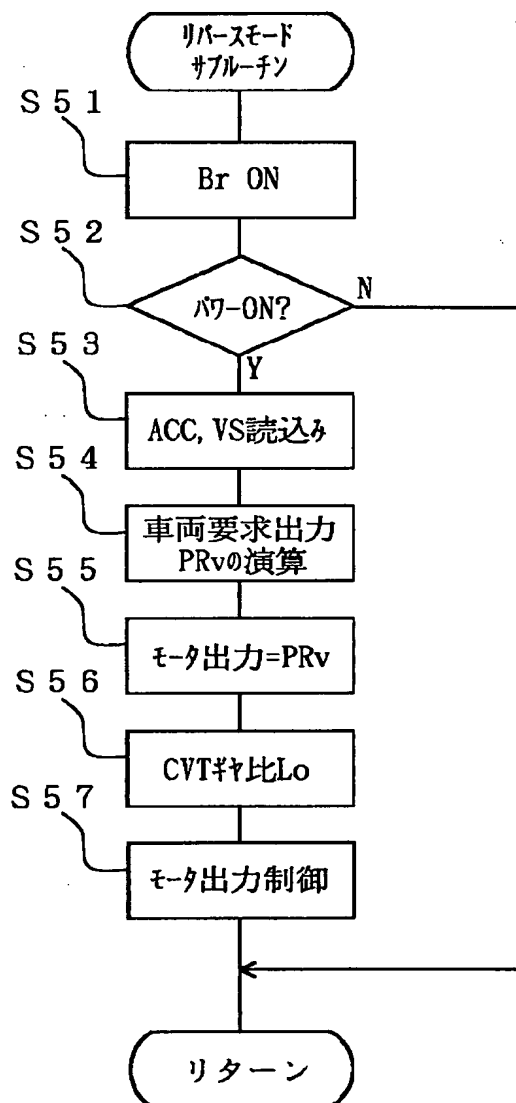 リバースモード
サブルーチン
S51
Br ON
S52
パワーON?
N
Y
S53
ACC, VS読込み
S54
車両要求出力
PRvの演算
S55
モータ出力=PRv
S56
CVTギヤ比Lo
S57
モータ出力制御
リターン